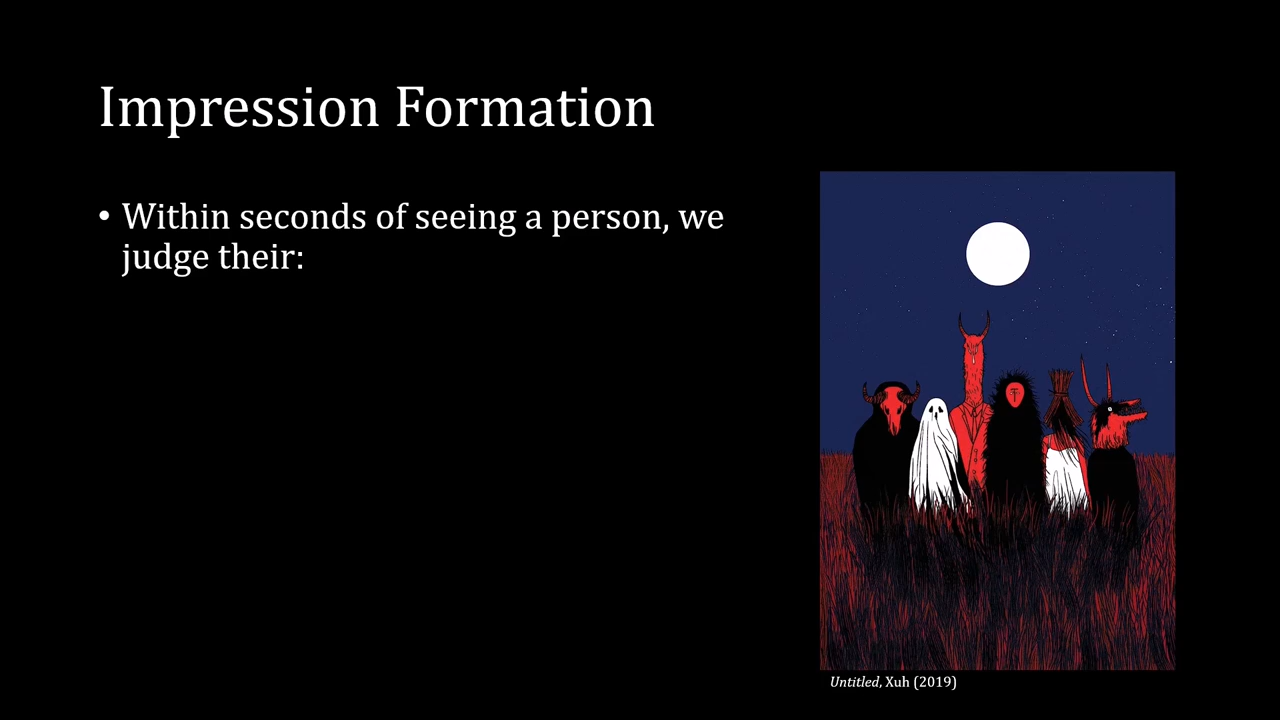 Impression Formation
• Within seconds of seeing a person, we
judge their:
Untitled, Xuh (2019)